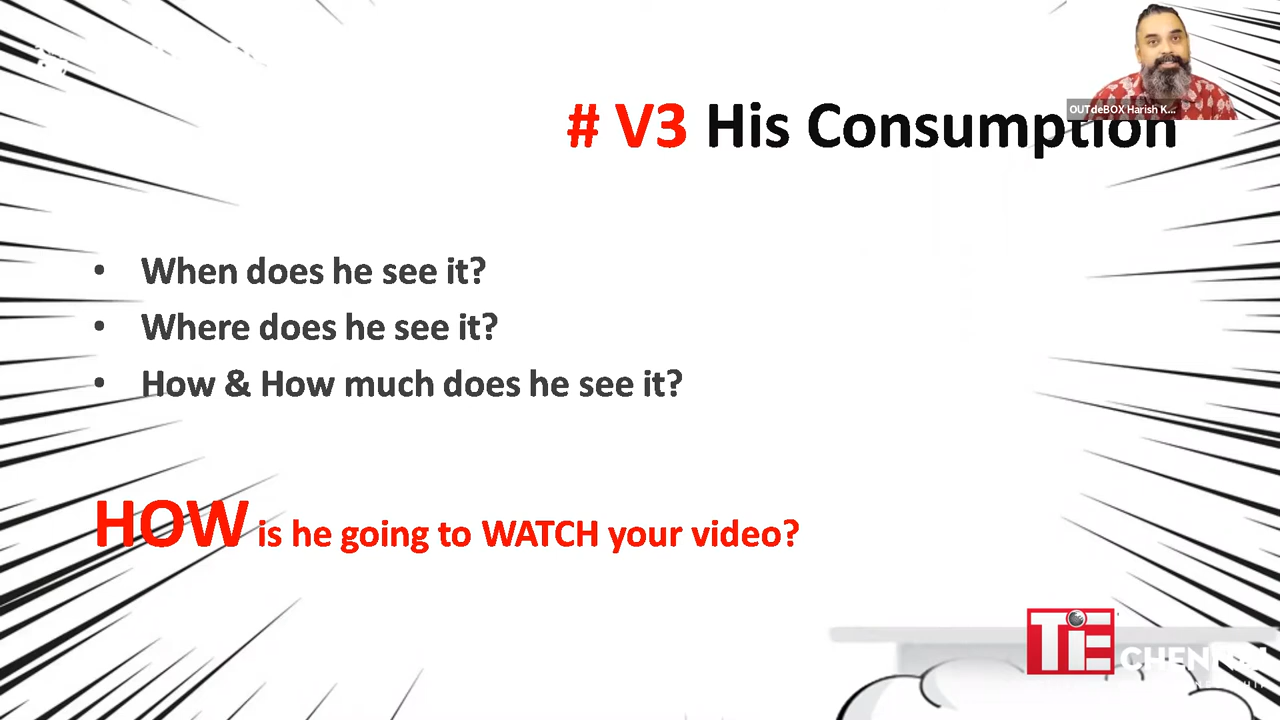 OUTdeBOX Harish K...
# V3 His Consumption
• When does he see it?
• Where does he see it?
• How & How much does he see it?
HOW is he going to WATCH your video?
TiE
CHENNAI